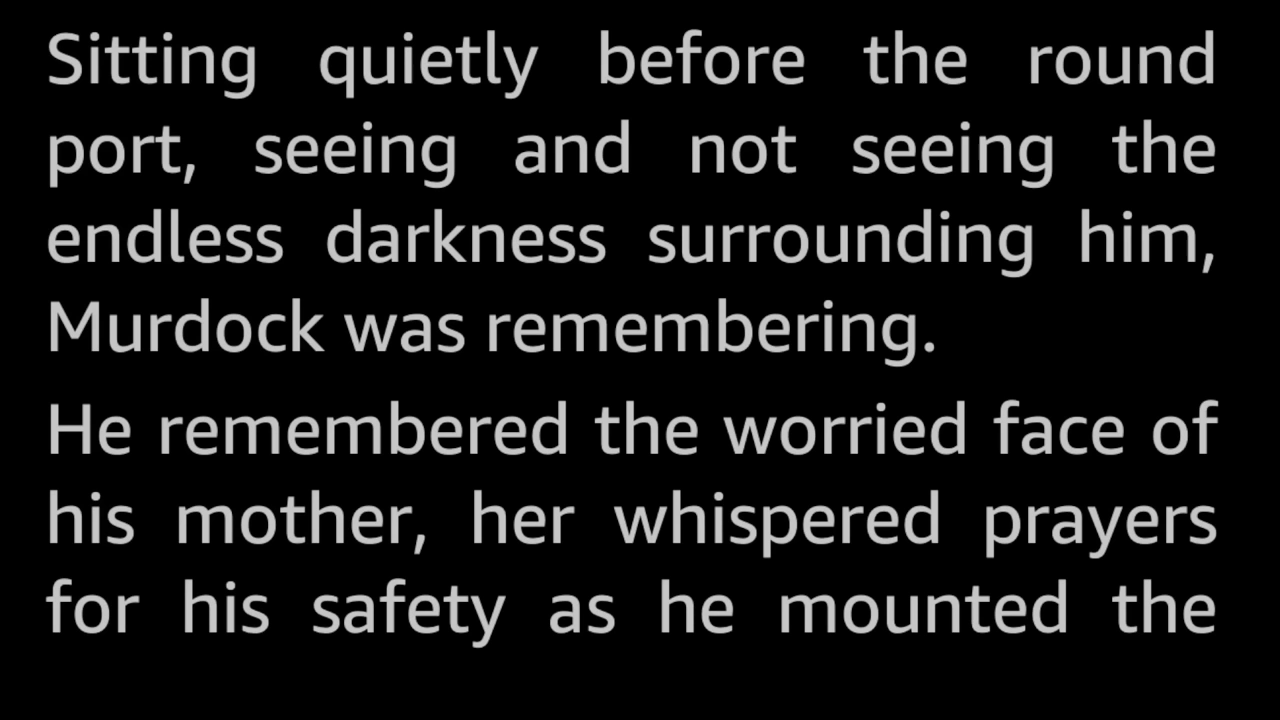 Sitting quietly before the round
port, seeing and not seeing the
endless darkness surrounding him,
Murdock was remembering.
He remembered the worried face of
his mother, her whispered prayers
for his safety as he mounted the